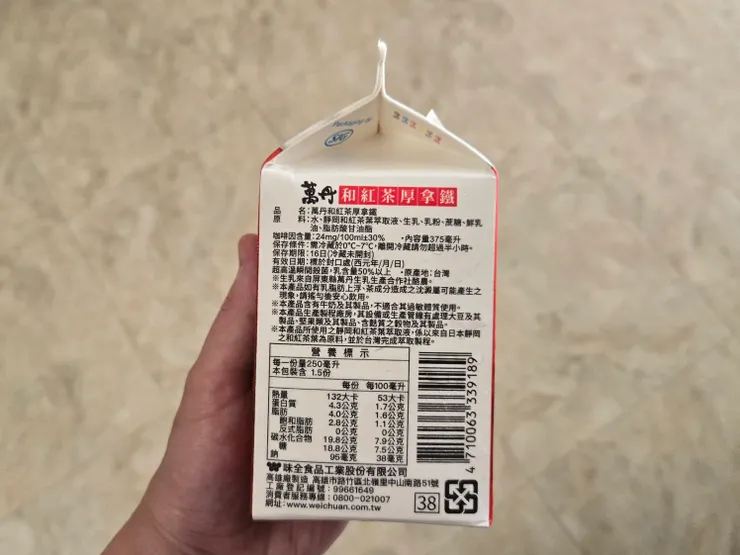 Packaging by
SIG
萬丹 和紅茶厚拿鐵
品　名：萬丹和紅茶厚拿鐵
原　料：水、靜岡和紅茶葉萃取液、生乳、乳粉、蔗糖、鮮乳
油、脂肪酸甘油酯
咖啡因含量：24mg/100ml±30%　•內容量375毫升
保存條件：需冷藏於0℃~7℃，離開冷藏請勿超過半小時。
保存期限：16日(冷藏未開封)
有效日期：標於封口處(西元年/月/日)
超高溫瞬間殺菌，乳含量50%以上　•原產地：台灣
※生乳來自屏東縣萬丹生乳生產合作社酪農。
※本產品如有乳脂肪上浮、茶成分造成之沈澱屬可能產生之
現象，請搖勻後安心飲用。
※本產品含有牛奶及其製品，不適合其過敏體質使用。
※本產品生產製程廠房，其設備或生產管線有處理大豆及其
製品、堅果類及其製品、含麩質之穀物及其製品。
※本產品所使用之靜岡和紅茶葉萃取液，係以來自日本靜岡
之和紅茶葉為原料，並於台灣完成萃取製程。
營養標示
每一份量250毫升
本包裝含 1.5份
每份 每100毫升
熱量 132大卡 53大卡
蛋白質 4.3公克 1.7公克
脂肪 4.0公克 1.6公克
飽和脂肪 2.8公克 1.1公克
反式脂肪 0公克 0公克
碳水化合物 19.8公克 7.9公克
糖 18.8公克 7.5公克
鈉 95毫克 38毫克
4 710063 339189
味全食品工業股份有限公司
高雄廠製造 高雄市路竹區北嶺里中山南路51號
工廠登記編號：99661649
消費者服務專線：0800-021007
網址：www.weichuan.com.tw
38